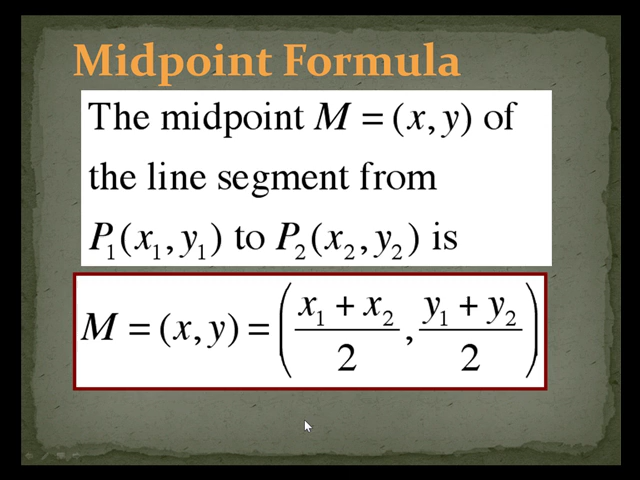 Midpoint Formula
The midpoint M = (x, y) of
the line segment from
P₁(x₁, y₁) to P₂(x₂, y₂) is
M = (x, y) = ( (x₁ + x₂)/2 , (y₁ + y₂)/2 )